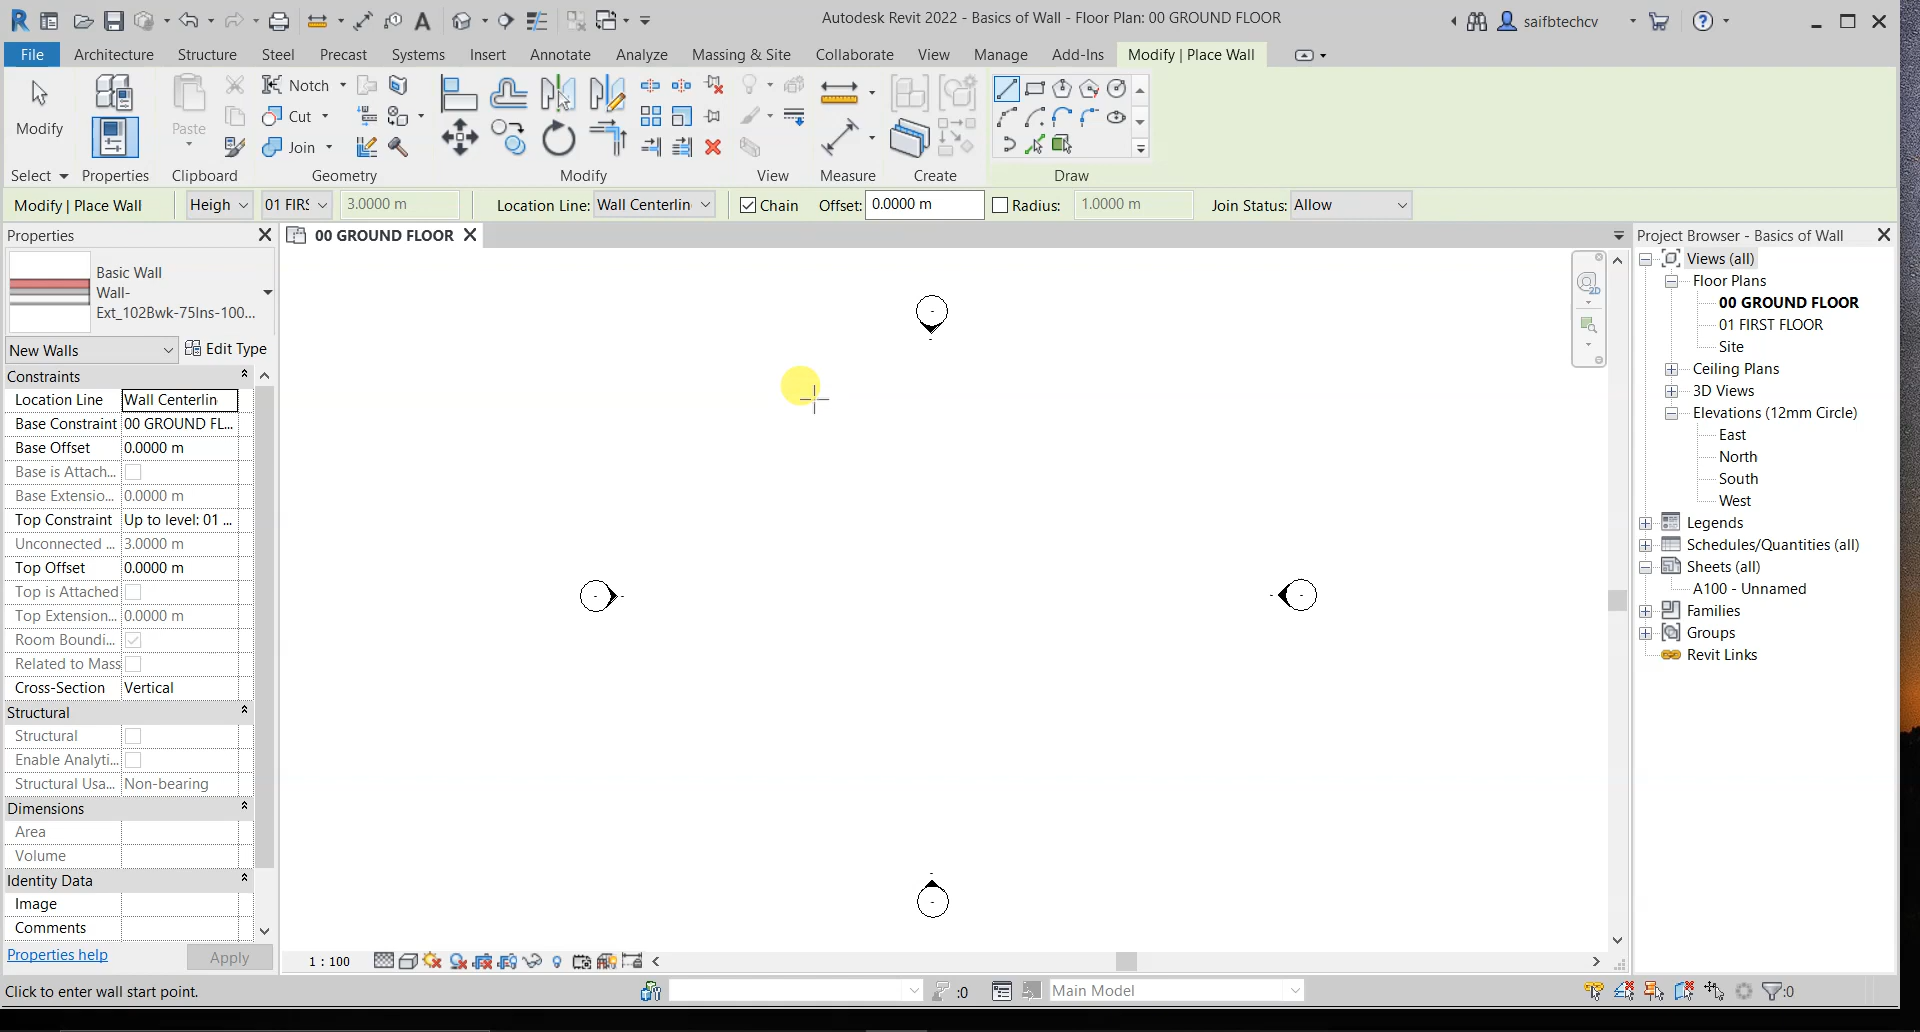 Autodesk Revit 2022 - Basics of Wall - Floor Plan: 00 GROUND FLOOR
saifbtechcv
File Architecture Structure Steel Precast Systems Insert Annotate Analyze Massing & Site Collaborate View Manage Add-Ins Modify | Place Wall
Modify
Paste
Notch
Cut
Join
Select Properties Clipboard Geometry Modify View Measure Create Draw
Modify | Place Wall Heigh 01 FIRS 3.0000 m Location Line: Wall Centerlin Chain Offset: 0.0000 m Radius: 1.0000 m Join Status: Allow
Properties
00 GROUND FLOOR
Project Browser - Basics of Wall
Basic Wall
Wall-
Ext_102Bwk-75Ins-100...
New Walls
Edit Type
Constraints
Location Line Wall Centerlin
Base Constraint 00 GROUND FL...
Base Offset 0.0000 m
Base is Attach...
Base Extensio... 0.0000 m
Top Constraint Up to level: 01 ...
Unconnected ... 3.0000 m
Top Offset 0.0000 m
Top is Attached
Top Extension... 0.0000 m
Room Boundi...
Related to Mass
Cross-Section Vertical
Structural
Structural
Enable Analyti...
Structural Usa... Non-bearing
Dimensions
Area
Volume
Identity Data
Image
Comments
Properties help
Apply
2D
Views (all)
Floor Plans
00 GROUND FLOOR
01 FIRST FLOOR
Site
Ceiling Plans
3D Views
Elevations (12mm Circle)
East
North
South
West
Legends
Schedules/Quantities (all)
Sheets (all)
A100 - Unnamed
Families
Groups
Revit Links
1 : 100
Click to enter wall start point.
:0
Main Model
:0